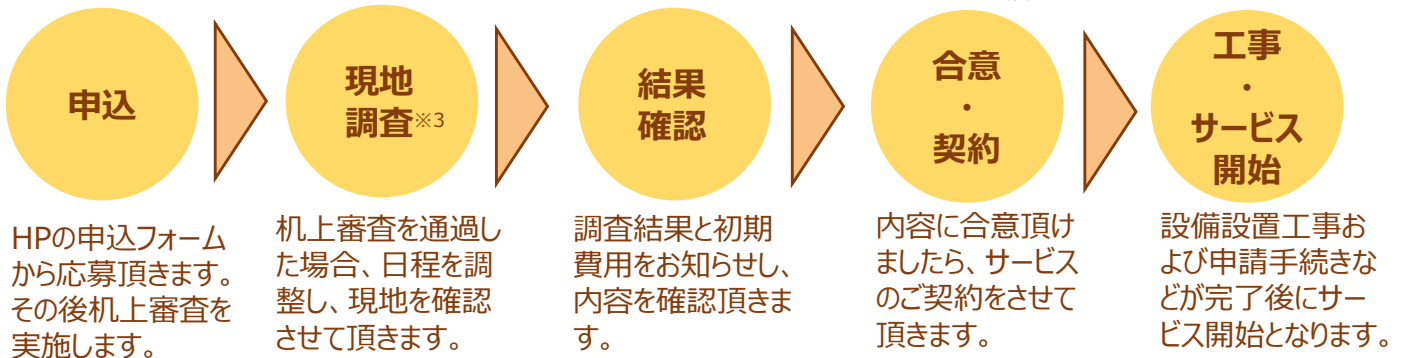 申込
現地
調査※3
結果
確認
合意
・
契約
工事
・
サービス
開始
HPの申込フォーム
から応募頂きます。
その後机上審査を
実施します。
机上審査を通過し
た場合、日程を調
整し、現地を確認
させて頂きます。
調査結果と初期
費用をお知らせし、
内容を確認頂きま
す。
内容に合意頂け
ましたら、サービス
のご契約をさせて
頂きます。
設備設置工事お
よび申請手続きな
どが完了後にサー
ビス開始となります。